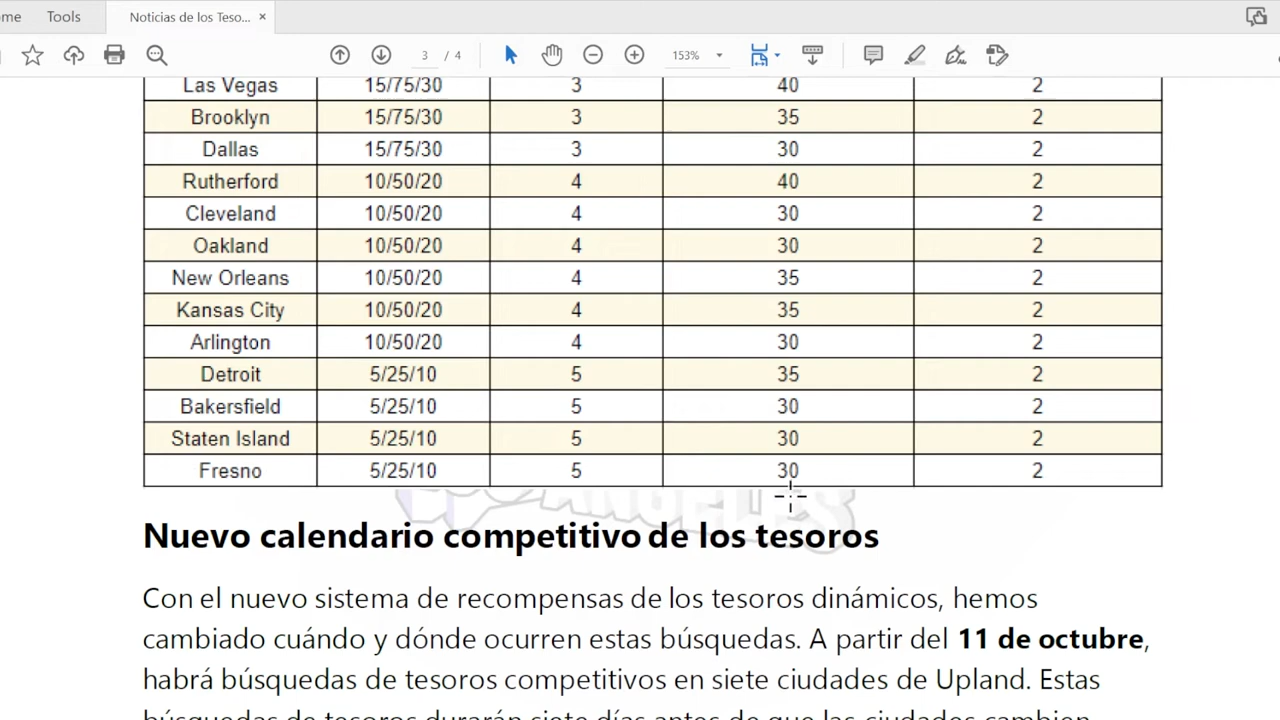 ome Tools Noticias de los Teso... ×
3 / 4 153%
Las Vegas 15/75/30 3 40 2
Brooklyn 15/75/30 3 35 2
Dallas 15/75/30 3 30 2
Rutherford 10/50/20 4 40 2
Cleveland 10/50/20 4 30 2
Oakland 10/50/20 4 30 2
New Orleans 10/50/20 4 35 2
Kansas City 10/50/20 4 35 2
Arlington 10/50/20 4 30 2
Detroit 5/25/10 5 35 2
Bakersfield 5/25/10 5 30 2
Staten Island 5/25/10 5 30 2
Fresno 5/25/10 5 30 2
Nuevo calendario competitivo de los tesoros
Con el nuevo sistema de recompensas de los tesoros dinámicos, hemos
cambiado cuándo y dónde ocurren estas búsquedas. A partir del 11 de octubre,
habrá búsquedas de tesoros competitivos en siete ciudades de Upland. Estas
búsquedas de tesoros durarán siete días antes de que las ciudades cambien